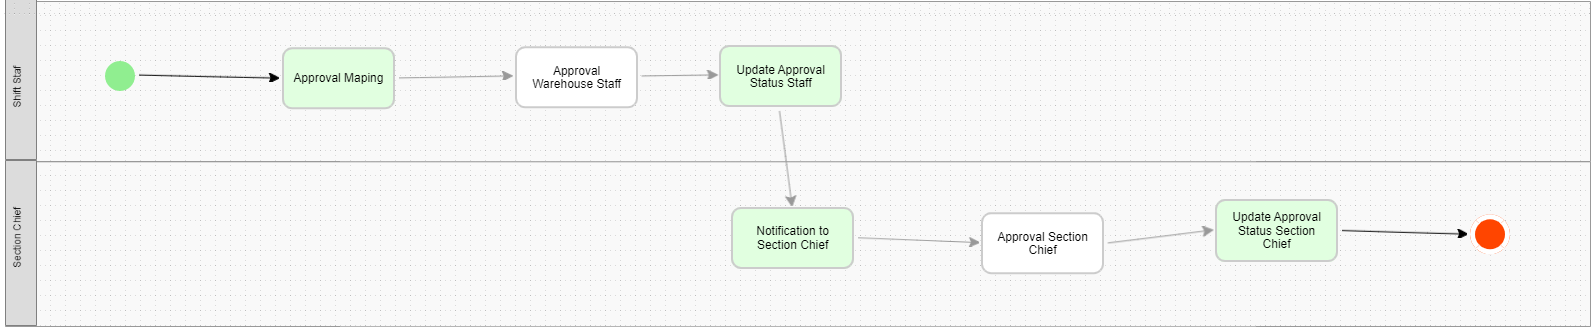 Shift Staf
Approval Maping
Approval
Warehouse Staff
Update Approval
Status Staff
Section Chief
Notification to
Section Chief
Approval Section
Chief
Update Approval
Status Section
Chief